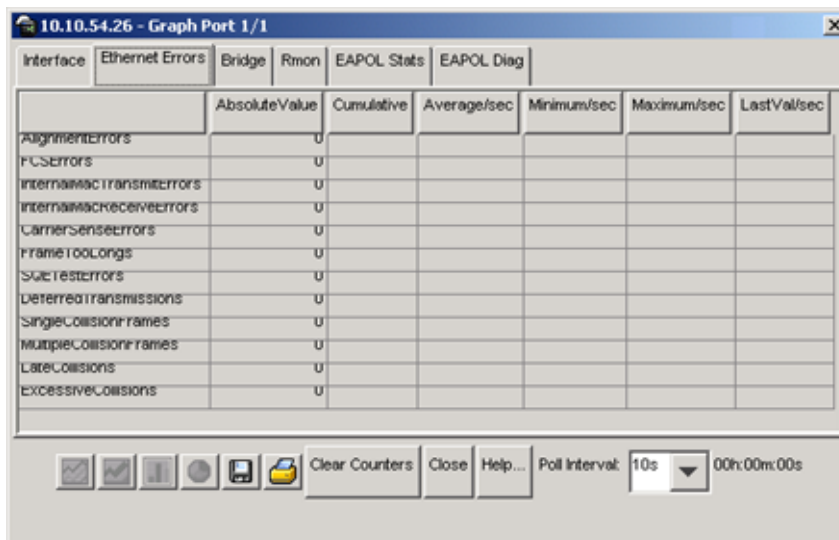 10.10.54.26 - Graph Port 1/1
Interface Ethernet Errors Bridge Rmon EAPOL Stats EAPOL Diag
AbsoluteValue Cumulative Average/sec Minimum/sec Maximum/sec LastVal/sec
AlignmentErrors 0
FCSErrors 0
InternalMacTransmitErrors 0
InternalMacReceiveErrors 0
CarrierSenseErrors 0
FrameTooLongs 0
SQETestErrors 0
DeferredTransmissions 0
SingleCollisionFrames 0
MultipleCollisionFrames 0
LateCollisions 0
ExcessiveCollisions 0
Clear Counters Close Help... Poll Interval: 10s 00h:00m:00s